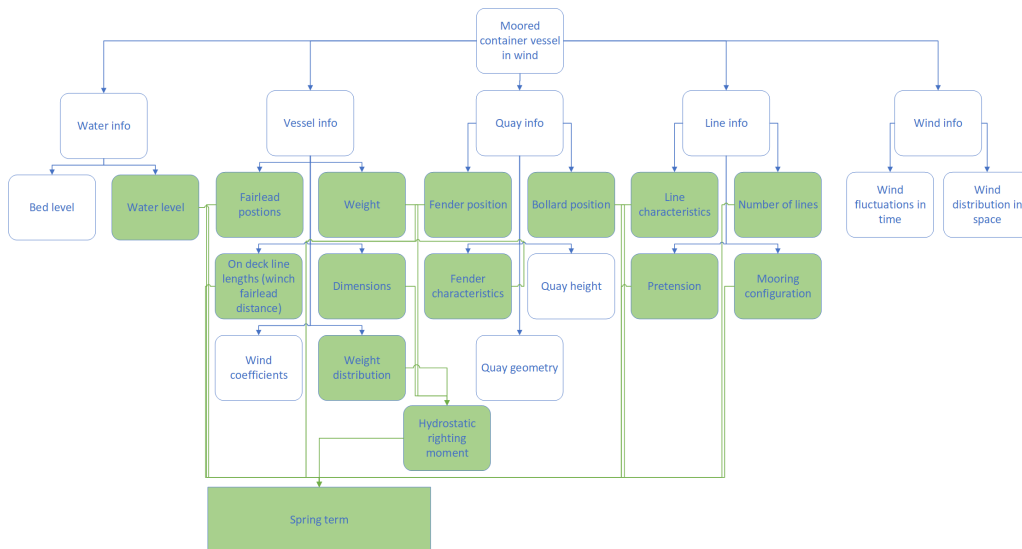 Moored
container vessel
in wind
Water info
Vessel info
Quay info
Line info
Wind info
Bed level
Water level
Fairlead
postions
Weight
Fender position
Bollard position
Line
characteristics
Number of lines
Wind
fluctuations in
time
Wind
distribution in
space
On deck line
lengths (winch
fairlead
distance)
Dimensions
Fender
characteristics
Quay height
Pretension
Mooring
configuration
Wind
coefficients
Weight
distribution
Quay geometry
Hydrostatic
righting
moment
Spring term